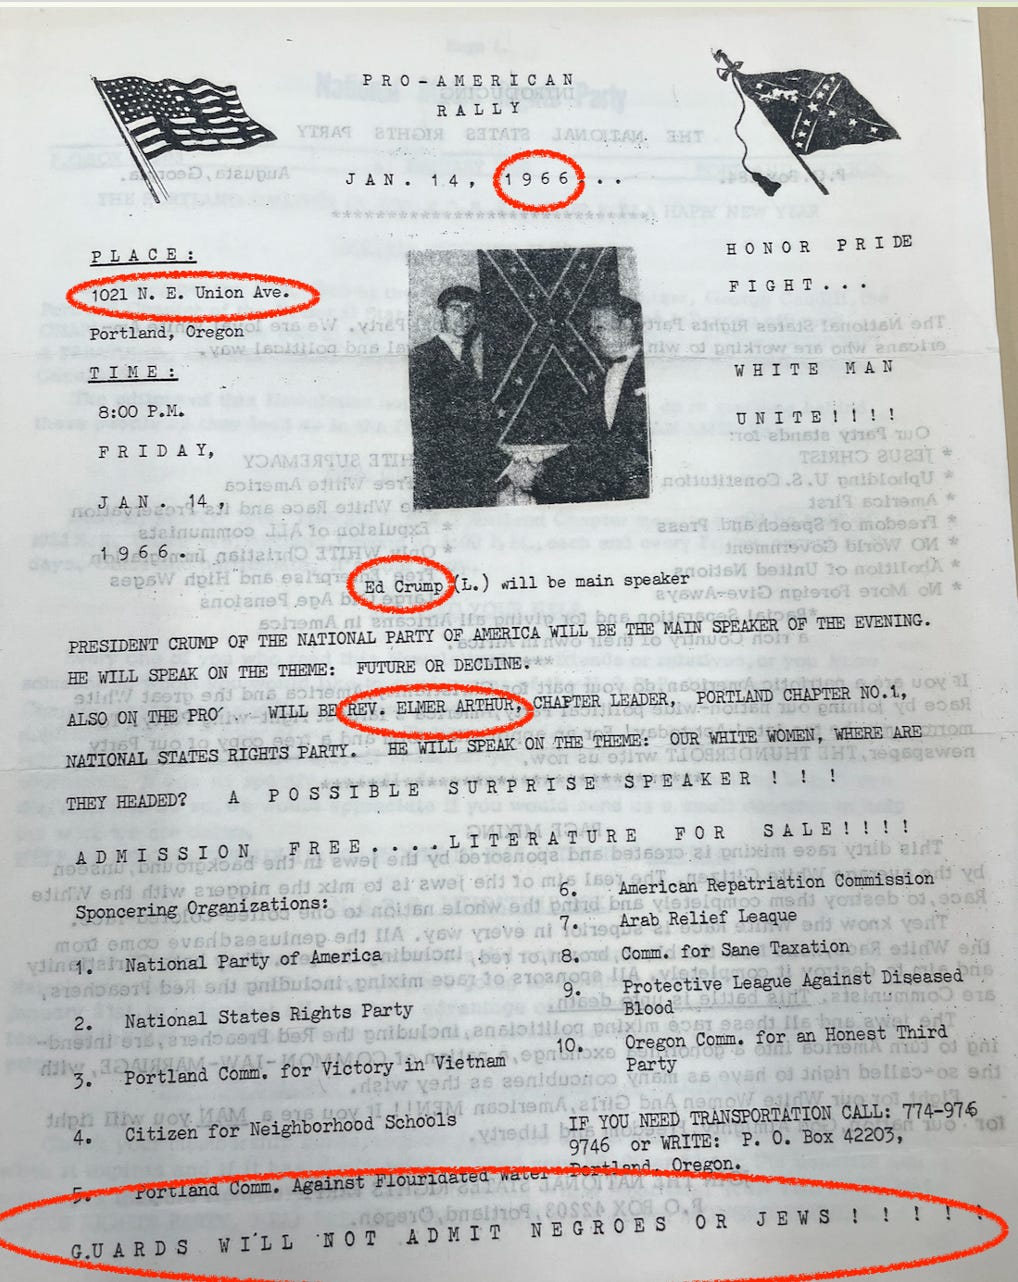 PRO-AMERICAN
RALLY
JAN. 14, 1966...
*********************************
PLACE:
1021 N. E. Union Ave.
Portland, Oregon
TIME:
8:00 P.M.
FRIDAY,
JAN. 14,
1966.
HONOR PRIDE
FIGHT...
WHITE MAN
UNITE!!!!
Ed Crump (L.) will be main speaker
PRESIDENT CRUMP OF THE NATIONAL PARTY OF AMERICA WILL BE THE MAIN SPEAKER OF THE EVENING.
HE WILL SPEAK ON THE THEME: FUTURE OR DECLINE.
ALSO ON THE PRO WILL BE REV. ELMER ARTHUR, CHAPTER LEADER, PORTLAND CHAPTER NO.1,
NATIONAL STATES RIGHTS PARTY. HE WILL SPEAK ON THE THEME: OUR WHITE WOMEN, WHERE ARE
THEY HEADED? A POSSIBLE SURPRISE SPEAKER!!!
ADMISSION FREE....LITERATURE FOR SALE!!!!
Sponcering Organizations:
1. National Party of America
2. National States Rights Party
3. Portland Comm. for Victory in Vietnam
4. Citizen for Neighborhood Schools
5. Portland Comm. Against Flouridated Water
6. American Repatriation Commission
7. Arab Relief League
8. Comm. for Sane Taxation
9. Protective League Against Diseased
Blood
10. Oregon Comm. for an Honest Third
Party
IF YOU NEED TRANSPORTATION CALL: 774-976
9746 or WRITE: P. O. Box 42203,
Portland, Oregon.
G.UARDS WILL NOT ADMIT NEGROES OR JEWS!!!!!